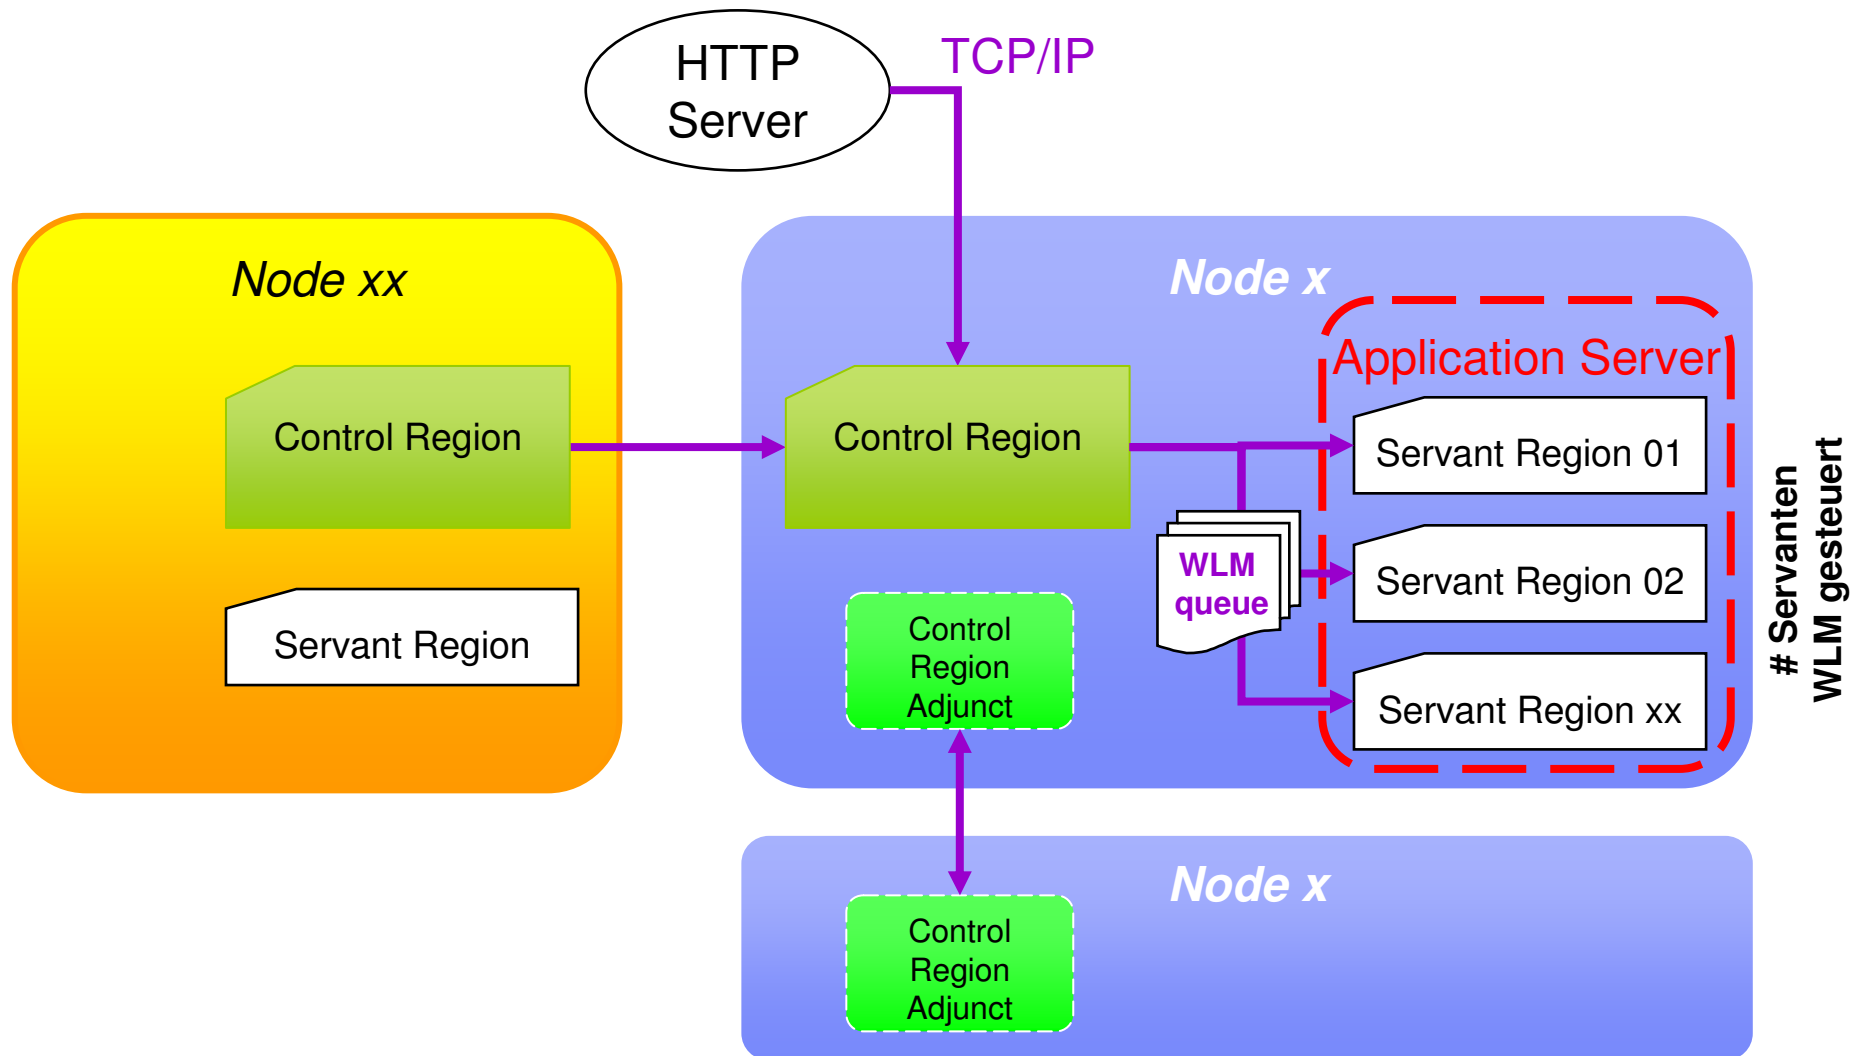 HTTP
Server
TCP/IP
Node xx
Control Region
Servant Region
Node x
Control Region
WLM
queue
Control
Region
Adjunct
Application Server
Servant Region 01
Servant Region 02
Servant Region xx
# Servanten
WLM gesteuert
Node x
Control
Region
Adjunct